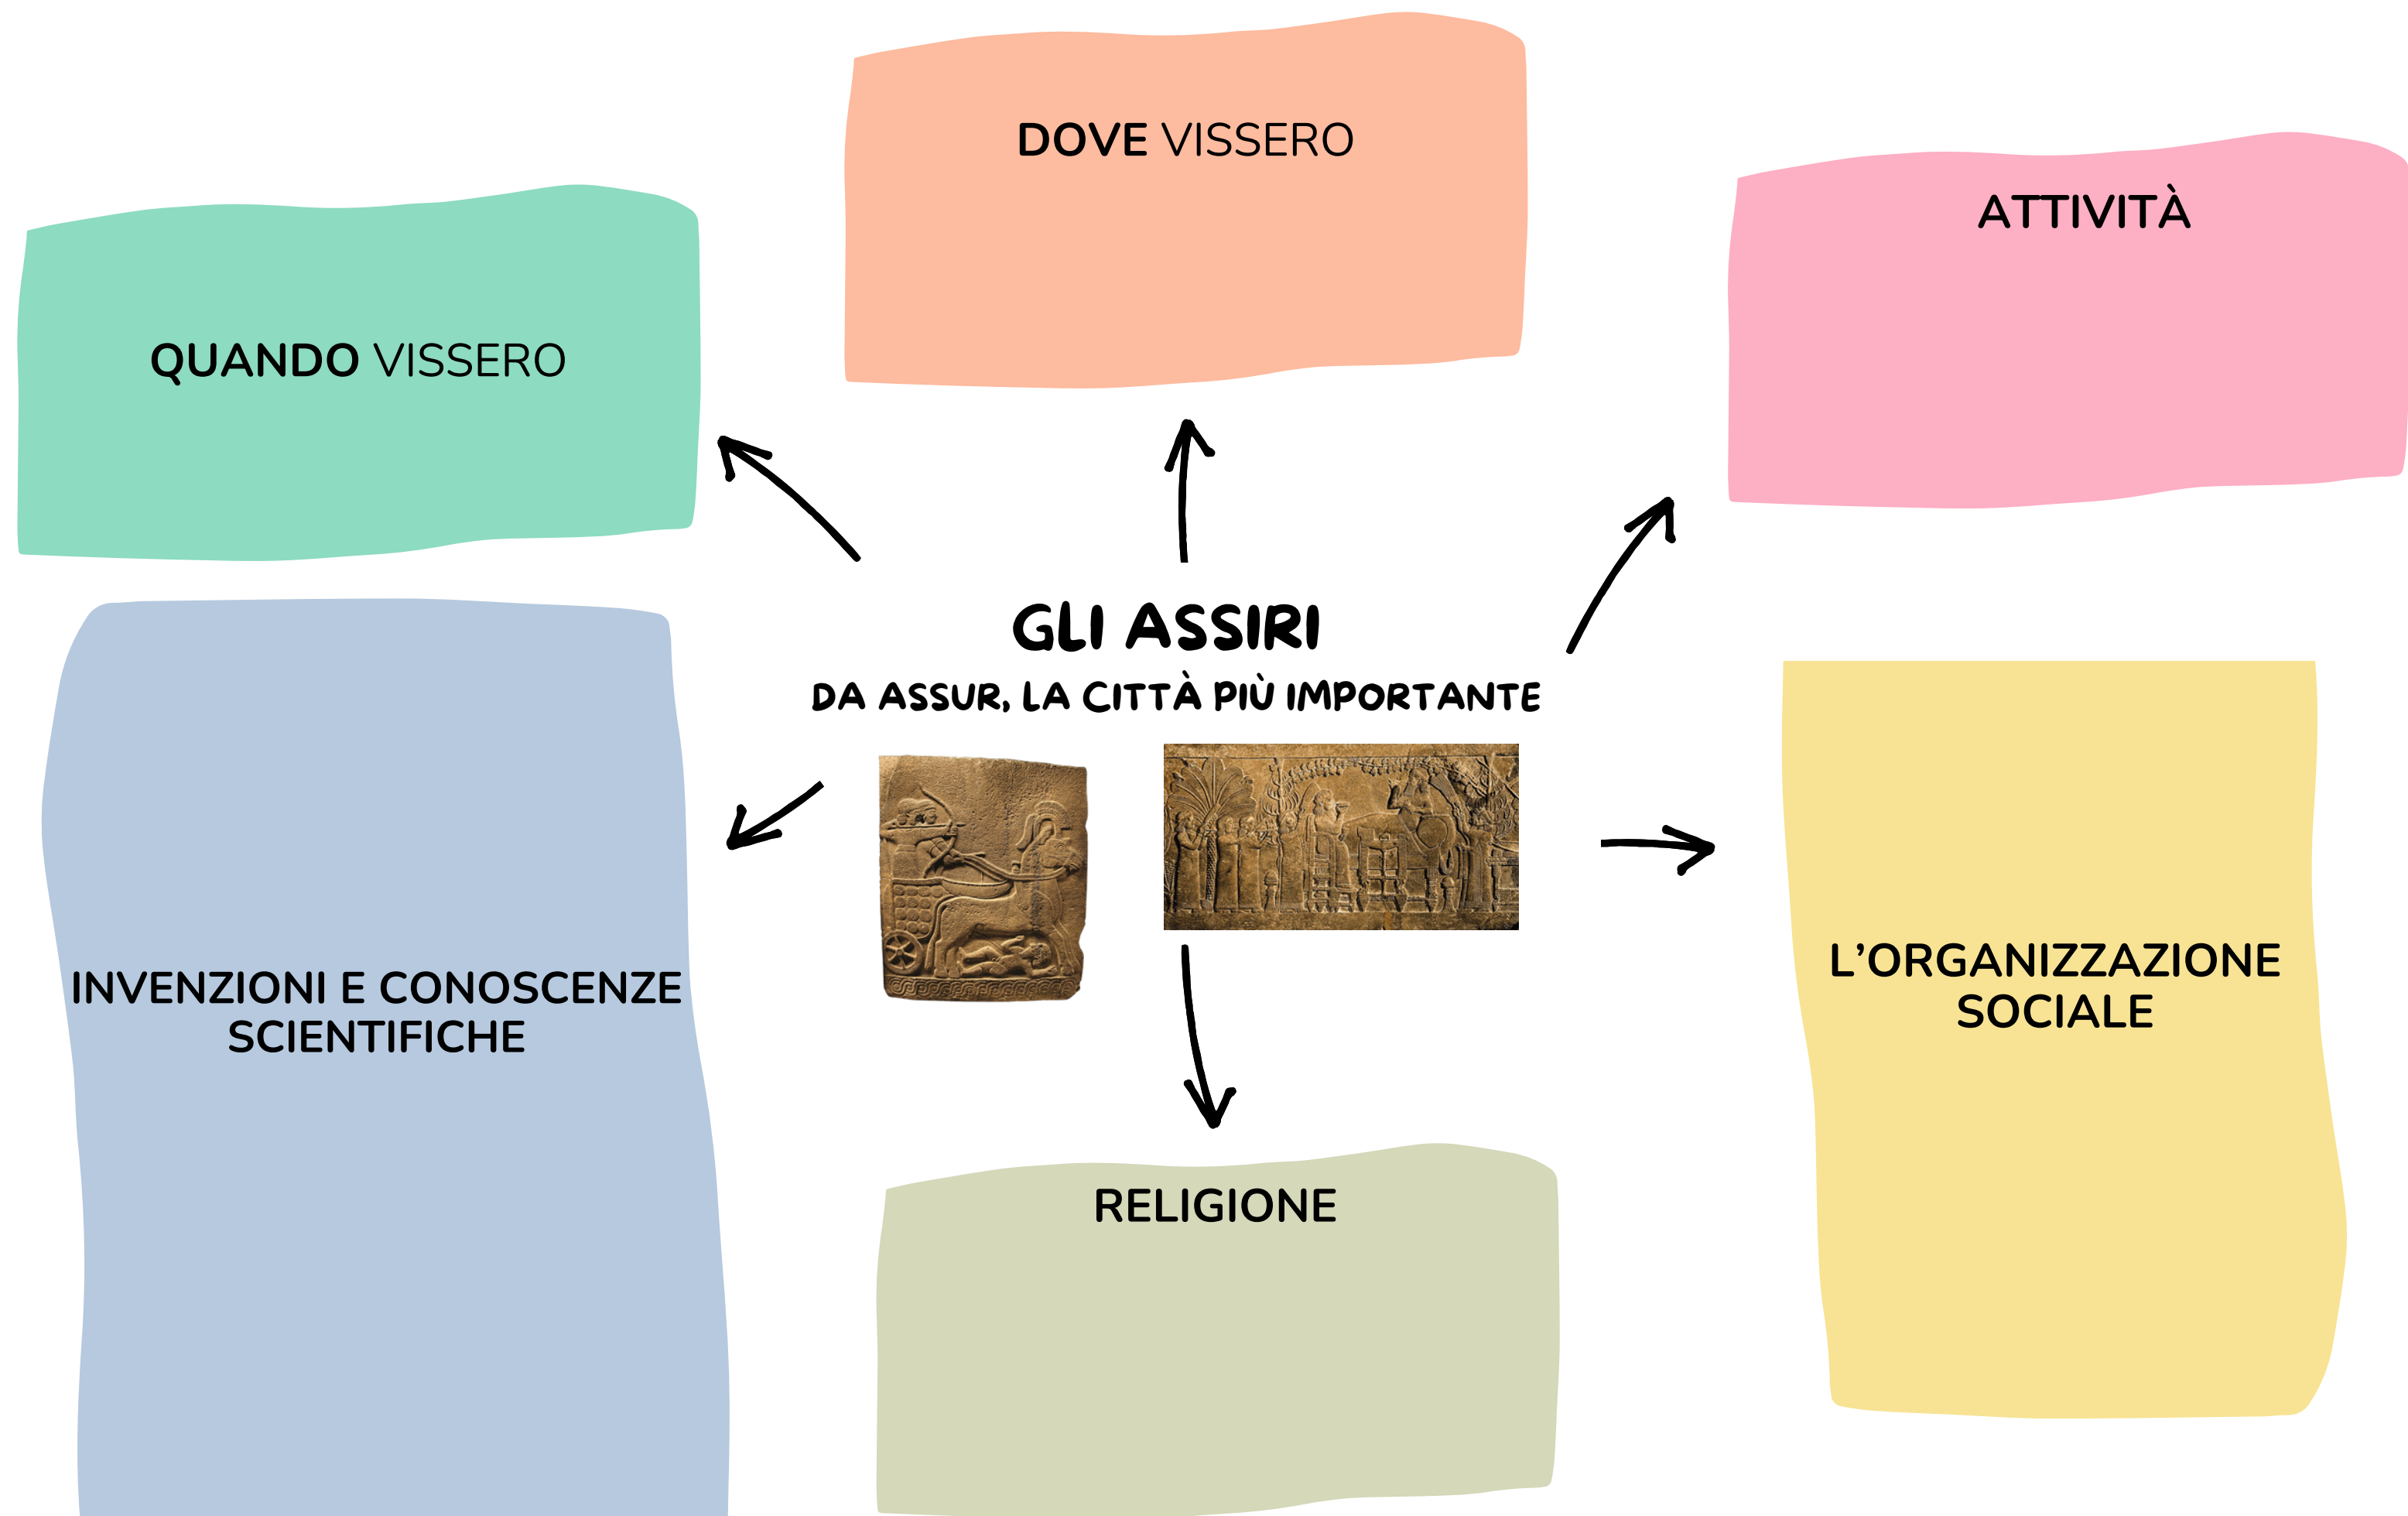 DOVE VISSERO
ATTIVITÀ
QUANDO VISSERO
GLI ASSIRI
DA ASSUR, LA CITTÀ PIÙ IMPORTANTE
INVENZIONI E CONOSCENZE
SCIENTIFICHE
L'ORGANIZZAZIONE
SOCIALE
RELIGIONE